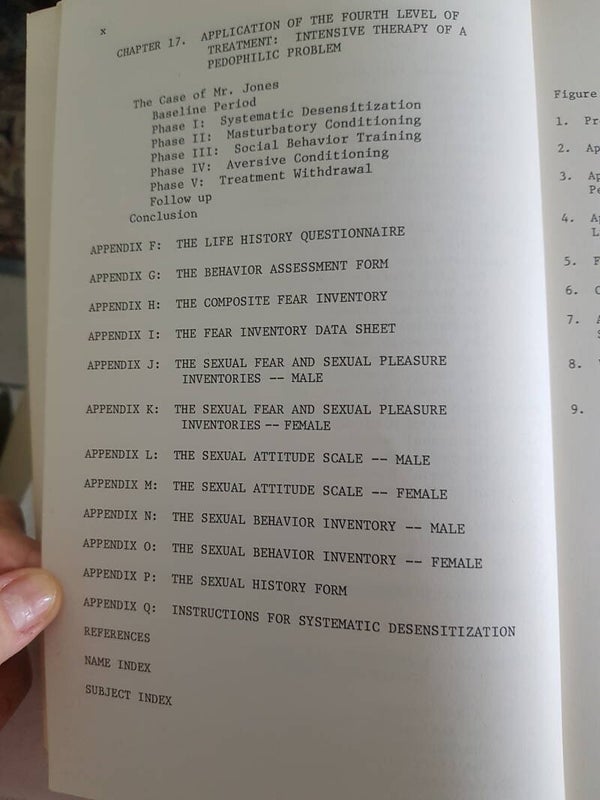 x
CHAPTER 17. APPLICATION OF THE FOURTH LEVEL OF
TREATMENT: INTENSIVE THERAPY OF A
PEDOPHILIC PROBLEM
The Case of Mr. Jones
Baseline Period
Phase I: Systematic Desensitization
Phase II: Masturbatory Conditioning
Phase III: Social Behavior Training
Phase IV: Aversive Conditioning
Phase V: Treatment Withdrawal
Follow up
Conclusion
APPENDIX F: THE LIFE HISTORY QUESTIONNAIRE
APPENDIX G: THE BEHAVIOR ASSESSMENT FORM
APPENDIX H: THE COMPOSITE FEAR INVENTORY
APPENDIX I: THE FEAR INVENTORY DATA SHEET
APPENDIX J: THE SEXUAL FEAR AND SEXUAL PLEASURE
INVENTORIES -- MALE
APPENDIX K: THE SEXUAL FEAR AND SEXUAL PLEASURE
INVENTORIES -- FEMALE
APPENDIX L: THE SEXUAL ATTITUDE SCALE -- MALE
APPENDIX M: THE SEXUAL ATTITUDE SCALE -- FEMALE
APPENDIX N: THE SEXUAL BEHAVIOR INVENTORY -- MALE
APPENDIX O: THE SEXUAL BEHAVIOR INVENTORY -- FEMALE
APPENDIX P: THE SEXUAL HISTORY FORM
APPENDIX Q: INSTRUCTIONS FOR SYSTEMATIC DESENSITIZATION
REFERENCES
NAME INDEX
SUBJECT INDEX
Figure
1. Pr
2. Ap
3. Ap
Pe
4. Ap
L
5. F
6.
7.
8.
9.